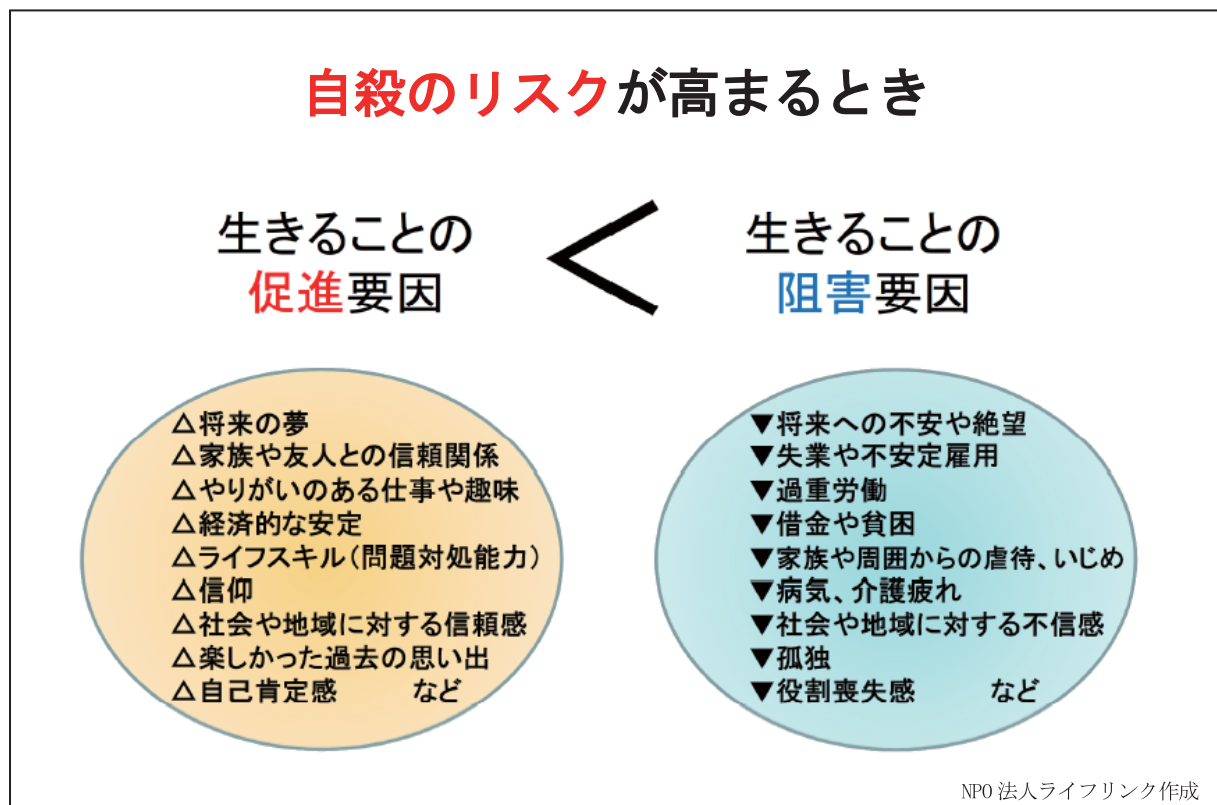 自殺のリスクが高まるとき
生きることの
促進要因
<
生きることの
阻害要因
△将来の夢
△家族や友人との信頼関係
△やりがいのある仕事や趣味
△経済的な安定
△ライフスキル(問題対処能力)
△信仰
△社会や地域に対する信頼感
△楽しかった過去の思い出
△自己肯定感 など
▼将来への不安や絶望
▼失業や不安定雇用
▼過重労働
▼借金や貧困
▼家族や周囲からの虐待、いじめ
▼病気、介護疲れ
▼社会や地域に対する不信感
▼孤独
▼役割喪失感 など
NPO法人ライフリンク作成